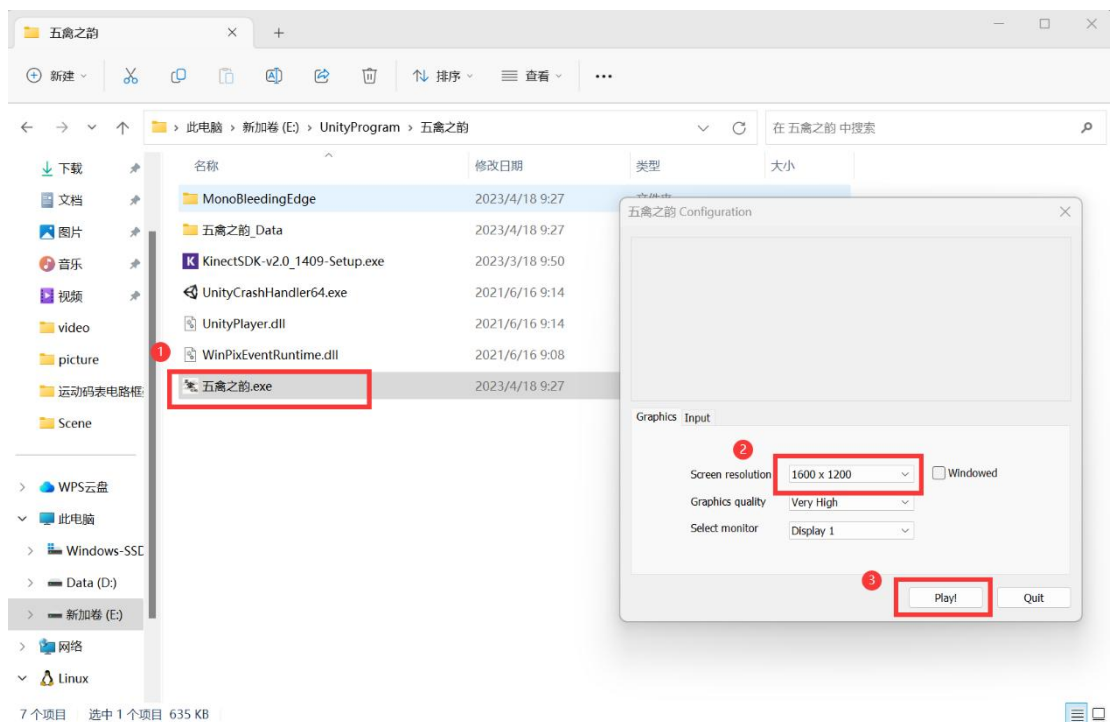 五禽之韵
新建
排序
查看
此电脑 › 新加卷 (E:) › UnityProgram › 五禽之韵
在 五禽之韵 中搜索
名称 修改日期 类型 大小
下载
文档
图片
音乐
视频
video
picture
运动码表电路框
Scene
WPS云盘
此电脑
Windows-SSD
Data (D:)
新加卷 (E:)
网络
Linux
MonoBleedingEdge 2023/4/18 9:27 文件夹
五禽之韵_Data 2023/4/18 9:27
K KinectSDK-v2.0_1409-Setup.exe 2023/3/18 9:50
UnityCrashHandler64.exe 2021/6/16 9:14
UnityPlayer.dll 2021/6/16 9:14
1
WinPixEventRuntime.dll 2021/6/16 9:08
五禽之韵.exe 2023/4/18 9:27
五禽之韵 Configuration
Graphics Input
2
Screen resolution 1600 x 1200 Windowed
Graphics quality Very High
Select monitor Display 1
3
Play! Quit
7 个项目 选中 1 个项目 635 KB